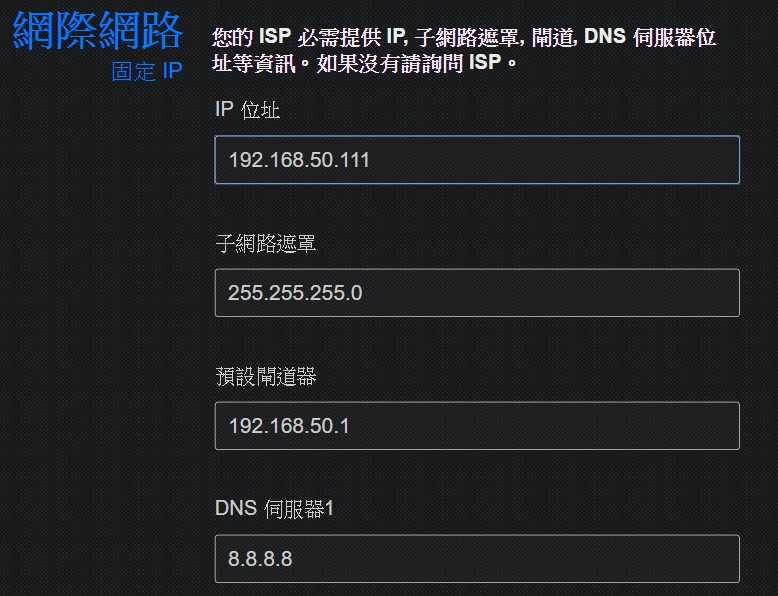 網際網路
固定 IP
您的 ISP 必需提供 IP, 子網路遮罩, 閘道, DNS 伺服器位
址等資訊。如果沒有請詢問 ISP。
IP 位址
192.168.50.111
子網路遮罩
255.255.255.0
預設閘道器
192.168.50.1
DNS 伺服器1
8.8.8.8